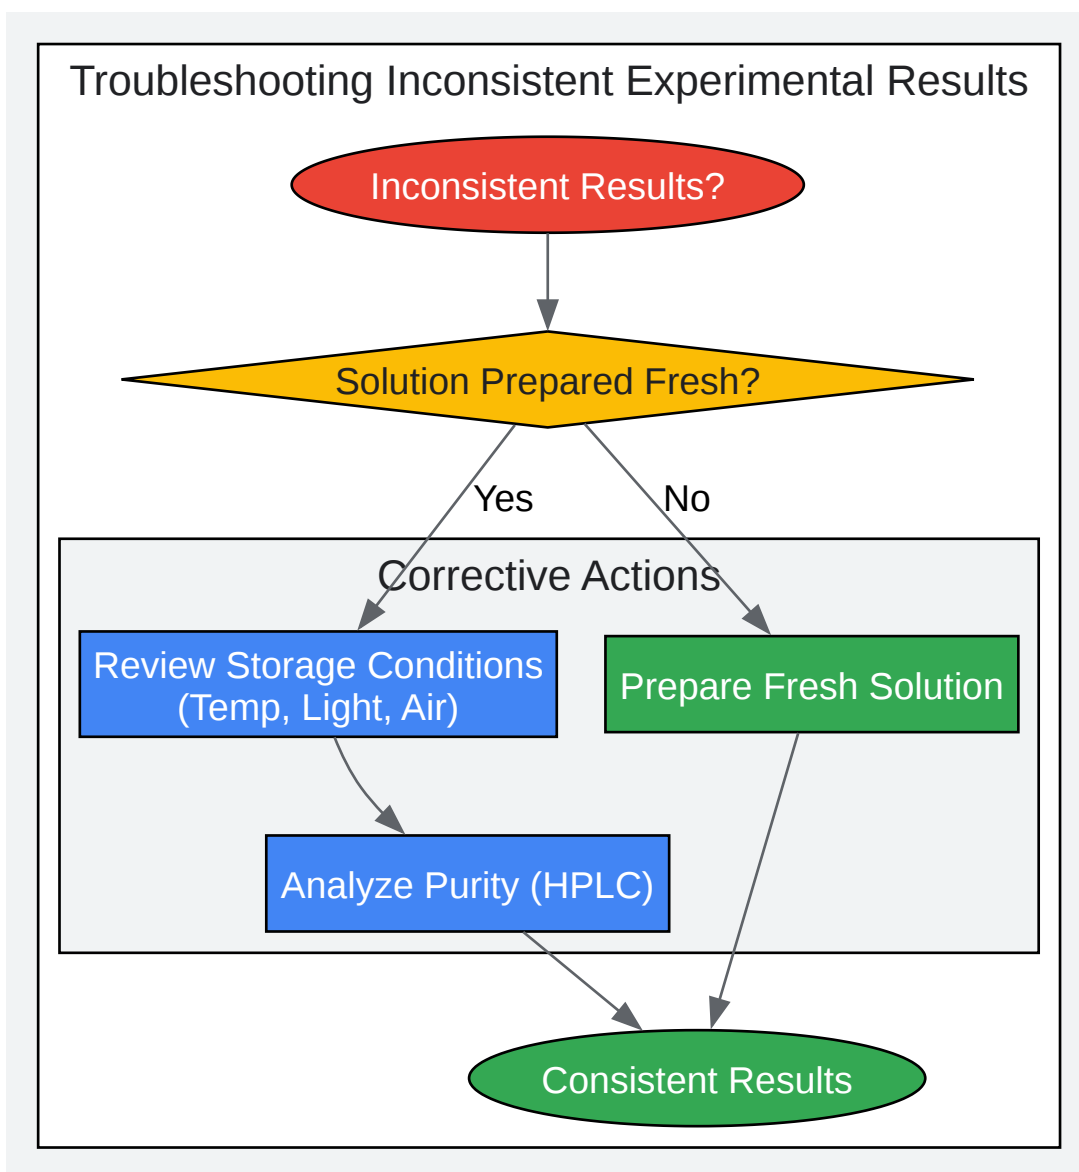 Troubleshooting Inconsistent Experimental Results
Inconsistent Results?
Solution Prepared Fresh?
Yes
No
Corrective Actions
Review Storage Conditions
(Temp, Light, Air)
Prepare Fresh Solution
Analyze Purity (HPLC)
Consistent Results